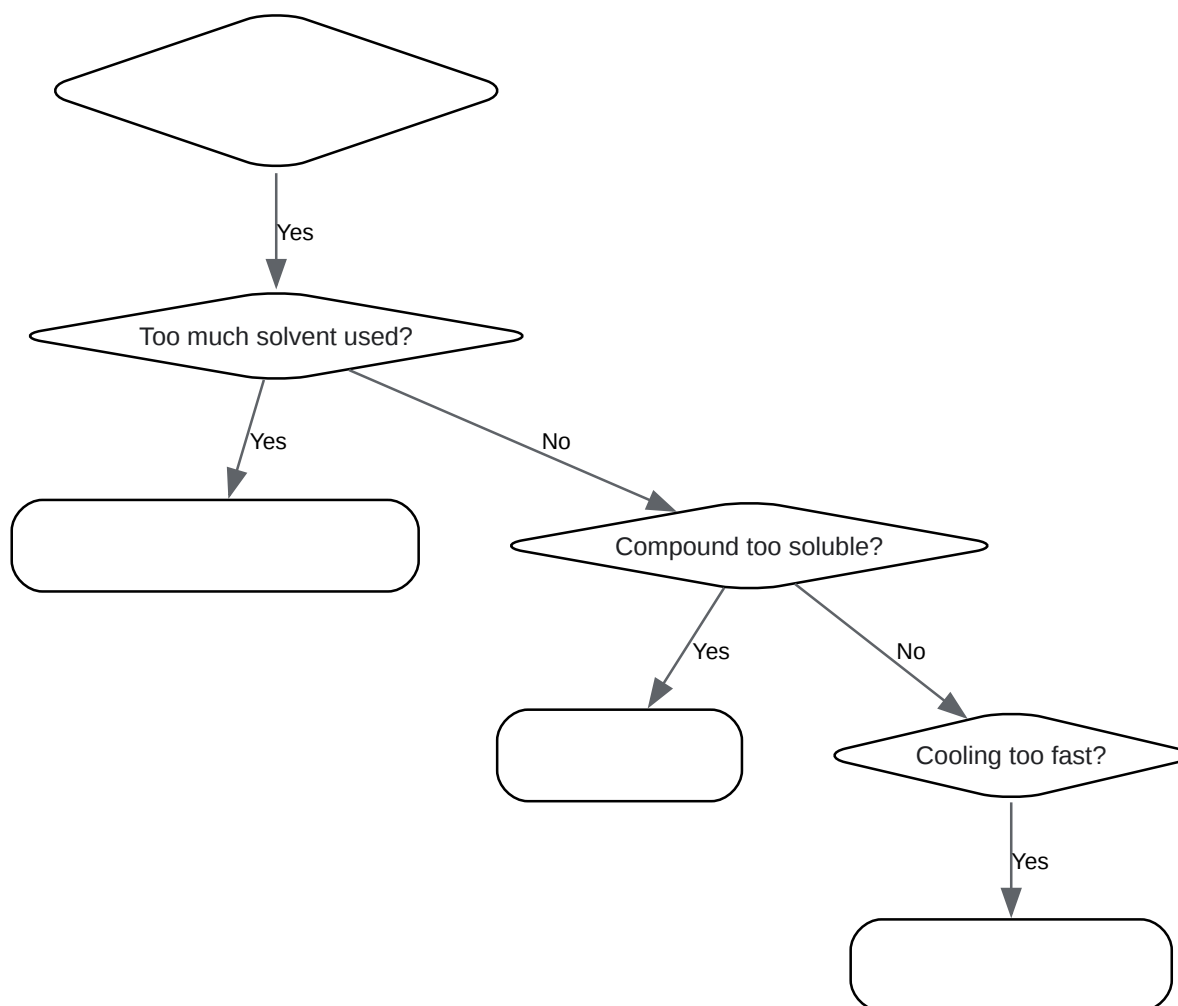 Yes
Too much solvent used?
Yes
No
Compound too soluble?
Yes
No
Cooling too fast?
Yes